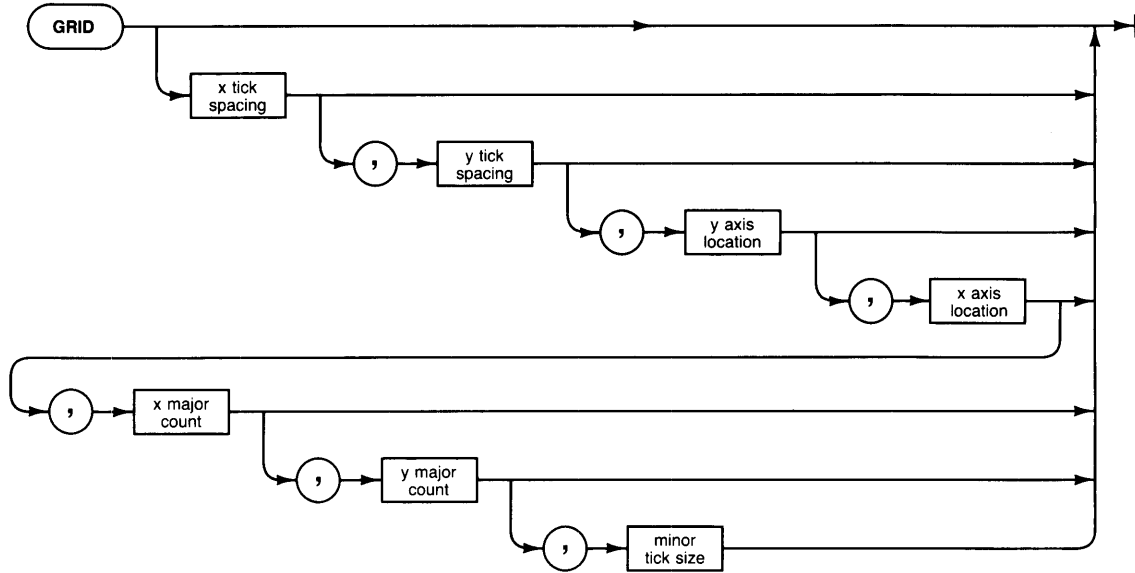 GRID
x tick
spacing
,
y tick
spacing
,
y axis
location
,
x axis
location
,
x major
count
,
y major
count
,
minor
tick size